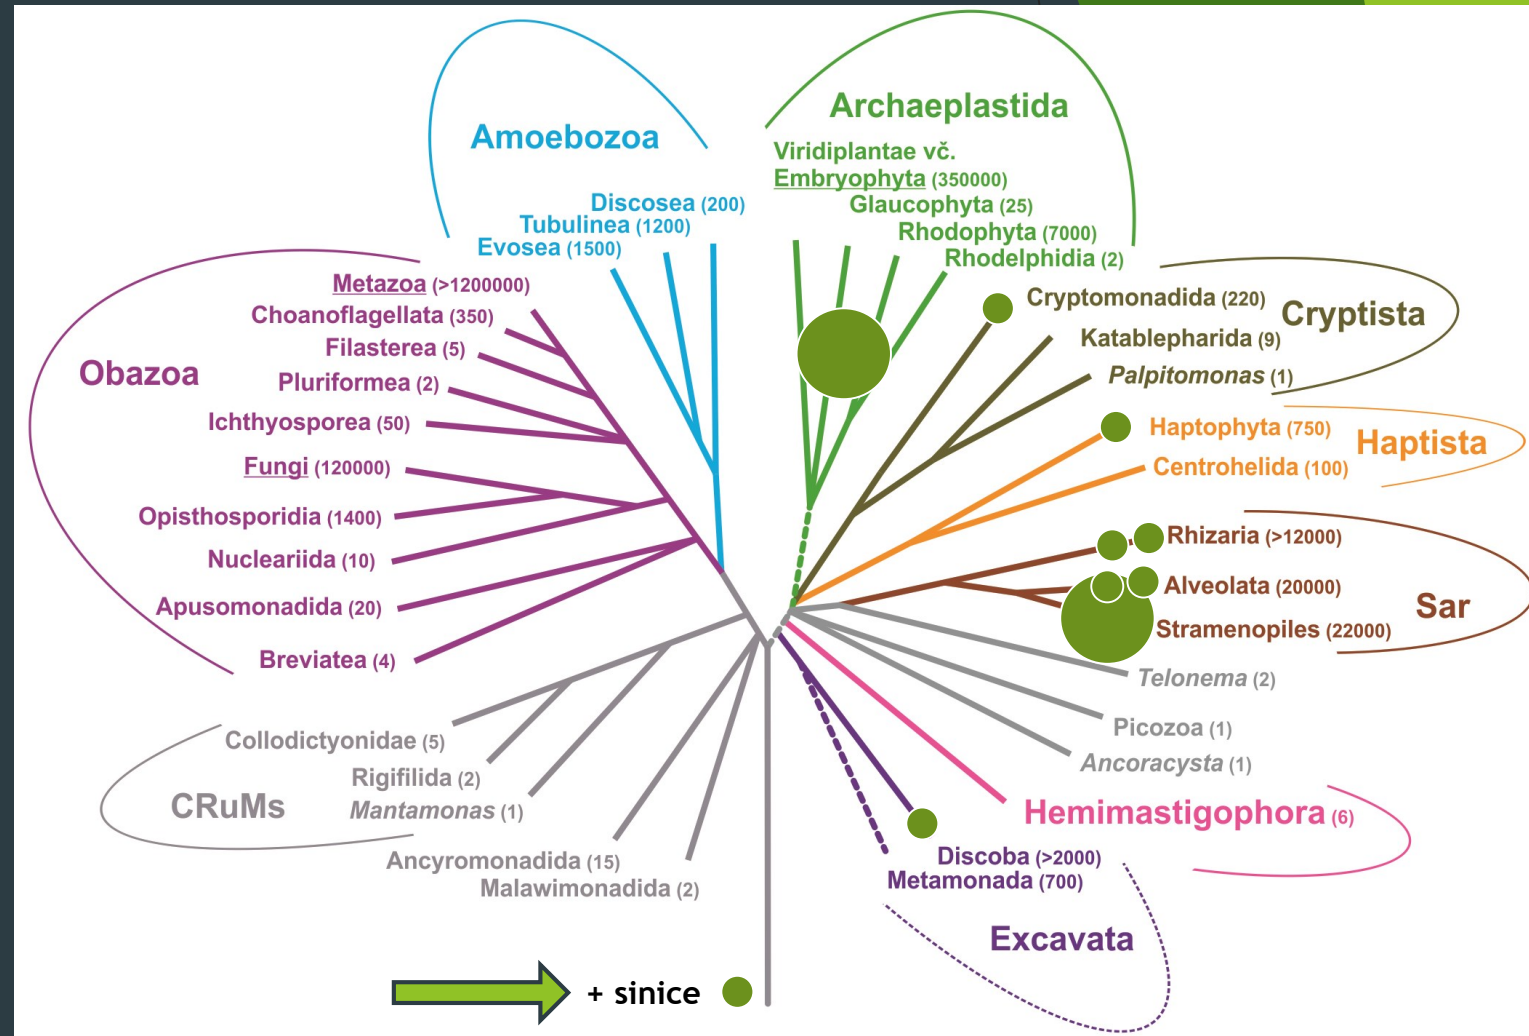 Archaeplastida
Amoebozoa
Viridiplantae vč.
Embryophyta (350000)
Discosea (200)
Glaucophyta (25)
Tubulinea (1200)
Rhodophyta (7000)
Evosea (1500)
Rhodelphidia (2)
Metazoa (>1200000)
Cryptomonadida (220)
Cryptista
Choanoflagellata (350)
Katablepharida (9)
Filasterea (5)
Obazoa
Palpitomonas (1)
Pluriformea (2)
Ichthyosporea (50)
Haptophyta (750)
Haptista
Fungi (120000)
Centrohelida (100)
Opisthosporidia (1400)
Rhizaria (>12000)
Nucleariida (10)
Alveolata (20000)
Sar
Apusomonadida (20)
Stramenopiles (22000)
Breviatea (4)
Telonema (2)
Picozoa (1)
Collodictyonidae (5)
Ancoracysta (1)
Rigifilida (2)
CRuMs
Mantamonas (1)
Hemimastigophora (6)
Ancyromonadida (15)
Discoba (>2000)
Malawimonadida (2)
Metamonada (700)
Excavata
+ sinice